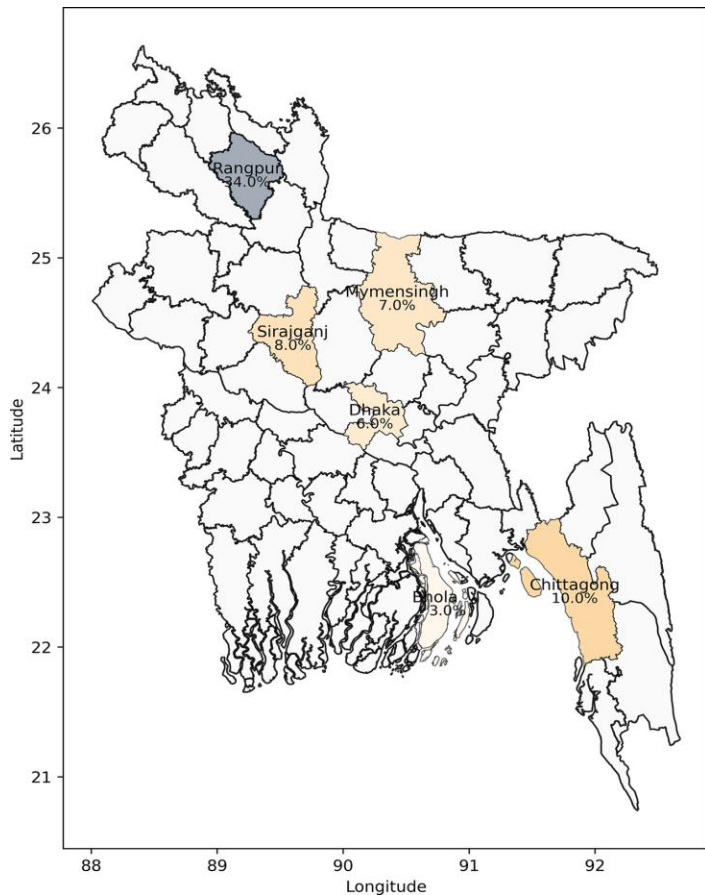 26
25
24
23
22
21
Latitude
Rangpur
34.0%
Mymensingh
7.0%
Sirajganj
8.0%
Dhaka
6.0%
Bhola
3.0%
Chittagong
10.0%
88
89
90
91
92
Longitude